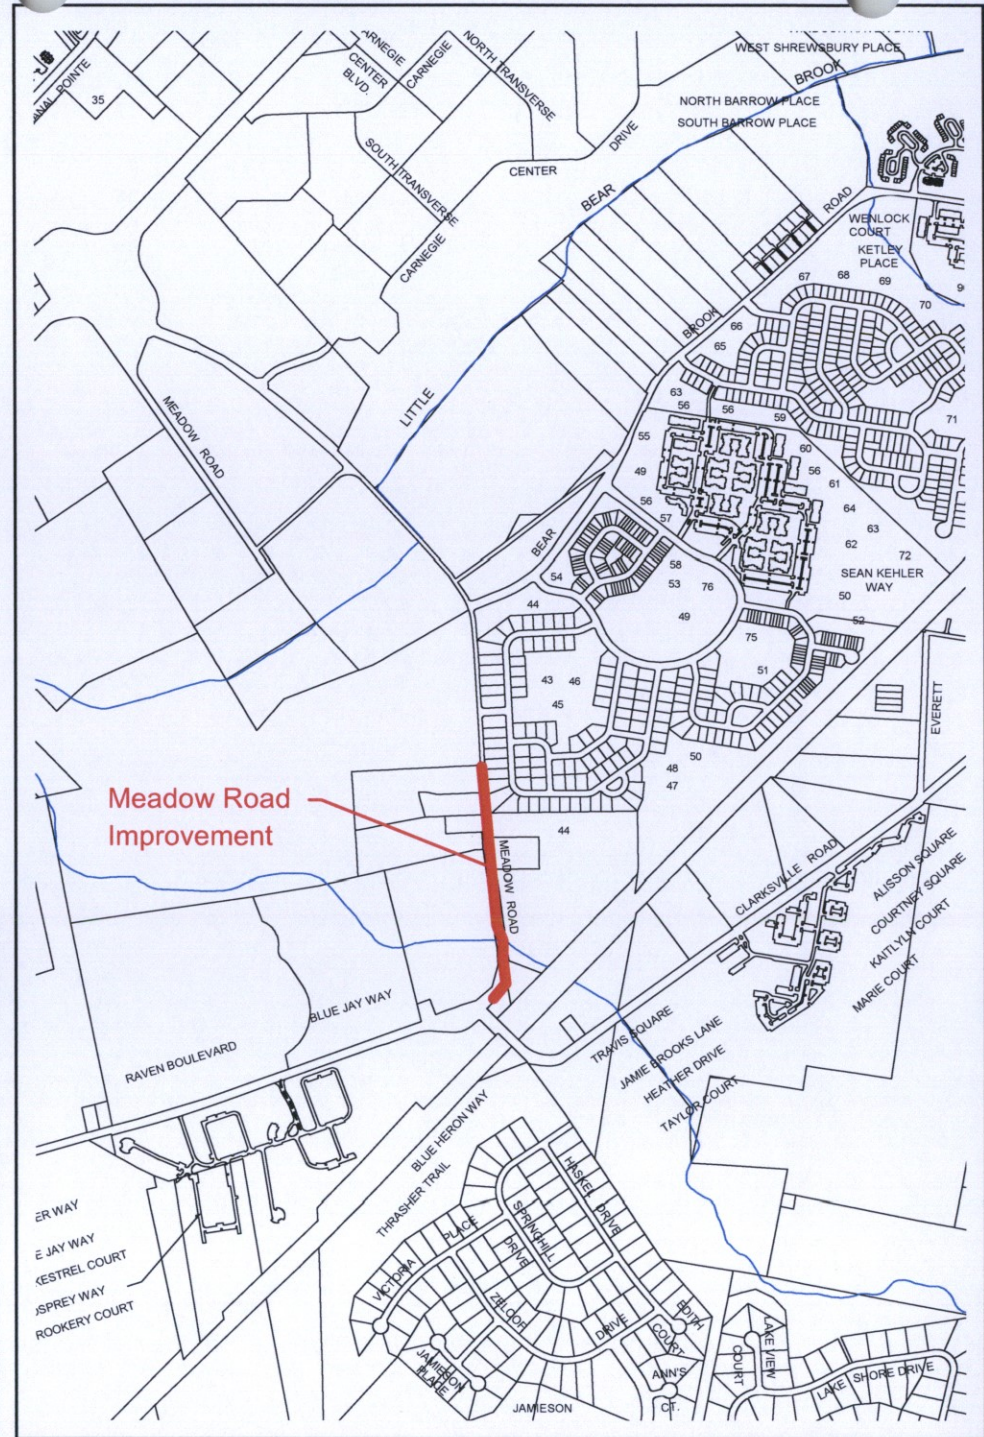 WEST SHREWSBURY PLACE
BROOK
NORTH BARROW PLACE
SOUTH BARROW PLACE
35
CENTER
BLVD.
CARNEGIE
NORTH TRANSVERSE
SOUTH TRANSVERSE
CENTER
DRIVE
CARNEGIE
BEAR
LITTLE
ROAD
BROOK
BEAR
WENLOCK
COURT
KETLEY
PLACE
67
68
69
70
66
65
63
56
56
59
71
55
60
49
56
61
56
57
64
63
62
72
SEAN KEHLER
WAY
58
53
76
50
54
44
49
52
75
51
43
46
45
50
48
47
44
MEADOW ROAD
EVERETT
Meadow Road
Improvement
MEADOW ROAD
CLARKSVILLE ROAD
ALISSON SQUARE
COURTNEY SQUARE
KAITLYLN COURT
MARIE COURT
BLUE JAY WAY
RAVEN BOULEVARD
TRAVIS SQUARE
JAMIE BROOKS LANE
HEATHER DRIVE
TAYLOR COURT
BLUE HERON WAY
THRASHER TRAIL
ER WAY
E JAY WAY
KESTREL COURT
OSPREY WAY
ROOKERY COURT
VICTORIA PLACE
SPRINGHILL
DRIVE
HASKEL DRIVE
ZELOOF
DRIVE
EDITH
COURT
JAMIESON
PLACE
ANN'S
CT.
JAMIESON
LAKE VIEW
COURT
LAKE SHORE DRIVE